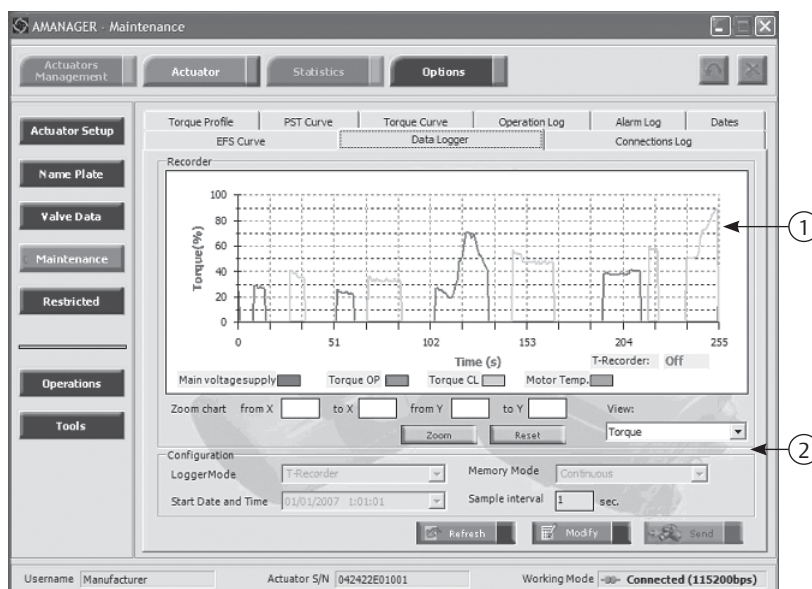 AMANAGER - Maintenance
Actuators Management
Actuator
Statistics
Options
Actuator Setup
Name Plate
Valve Data
Maintenance
Restricted
Operations
Tools
Torque Profile PST Curve Torque Curve Operation Log Alarm Log Dates
EFS Curve Data Logger Connections Log
Recorder
Torque(%)
100
80
60
40
20
0
0 51 102 153 204 255
Time (s)
T-Recorder: Off
Main voltagesupply Torque OP Torque CL Motor Temp.
Zoom chart from X to X from Y to Y View:
Zoom Reset Torque
Configuration
LoggerMode T-Recorder Memory Mode Continuous
Start Date and Time 01/01/2007 1:01:01 Sample interval 1 sec.
Refresh Modify Send
Username Manufacturer Actuator S/N 042422E01001 Working Mode Connected (115200bps)
1
2